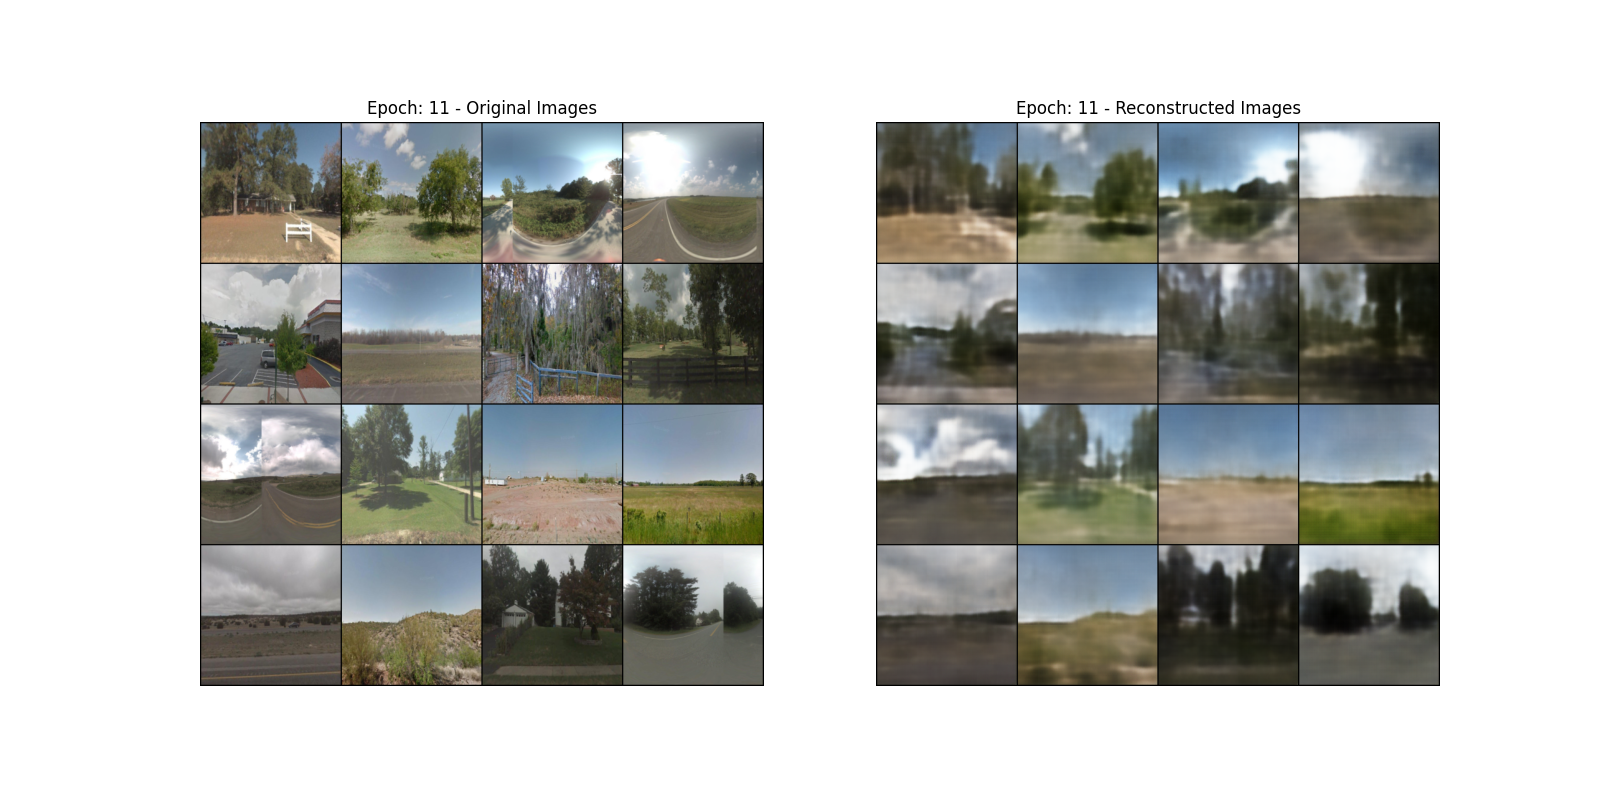 Epoch: 11 - Original Images
Epoch: 11 - Reconstructed Images